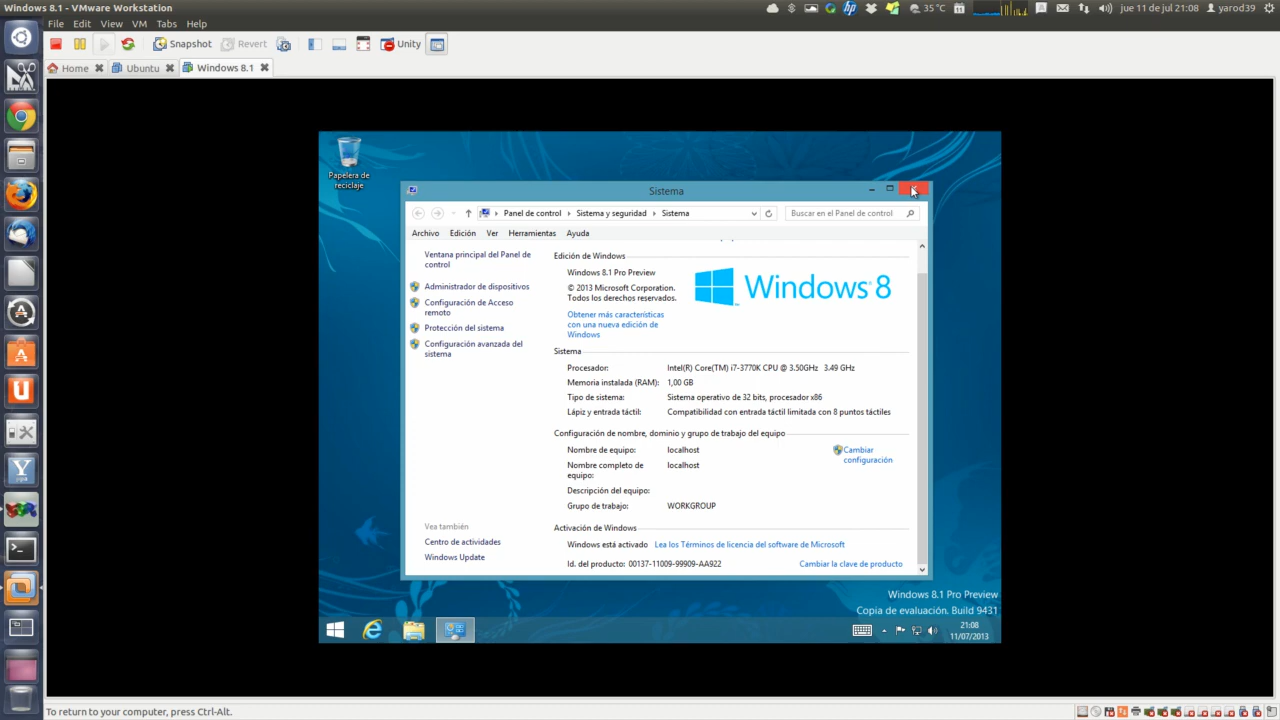 Windows 8.1 - VMware Workstation
35 °C
jue 11 de jul 21:08
yarod39
File Edit View VM Tabs Help
Snapshot
Revert
Unity
Home
Ubuntu
Windows 8.1
Papelera de
reciclaje
Sistema
Panel de control
Sistema y seguridad
Sistema
Buscar en el Panel de control
Archivo Edición Ver Herramientas Ayuda
Ventana principal del Panel de
control
Administrador de dispositivos
Configuración de Acceso
remoto
Protección del sistema
Configuración avanzada del
sistema
Vea también
Centro de actividades
Windows Update
Edición de Windows
Windows 8.1 Pro Preview
© 2013 Microsoft Corporation.
Todos los derechos reservados.
Obtener más características
con una nueva edición de
Windows
Windows 8
Sistema
Procesador: Intel(R) Core(TM) i7-3770K CPU @ 3.50GHz 3.49 GHz
Memoria instalada (RAM): 1,00 GB
Tipo de sistema: Sistema operativo de 32 bits, procesador x86
Lápiz y entrada táctil: Compatibilidad con entrada táctil limitada con 8 puntos táctiles
Configuración de nombre, dominio y grupo de trabajo del equipo
Nombre de equipo: localhost
Cambiar
configuración
Nombre completo de
equipo:
localhost
Descripción del equipo:
Grupo de trabajo: WORKGROUP
Activación de Windows
Windows está activado Lea los Términos de licencia del software de Microsoft
Id. del producto: 00137-11009-99909-AA922
Cambiar la clave de producto
Windows 8.1 Pro Preview
Copia de evaluación. Build 9431
21:08
11/07/2013
To return to your computer, press Ctrl-Alt.